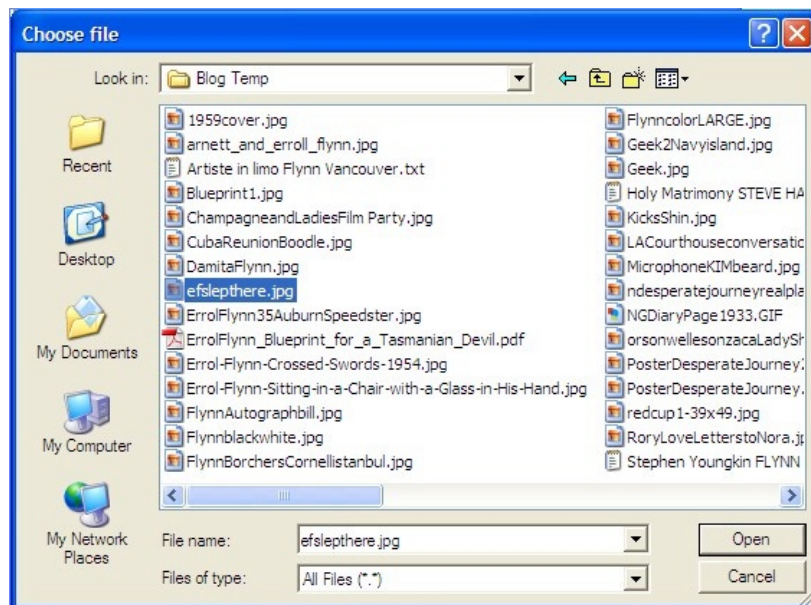 Choose file
Look in:
Blog Temp
Recent
Desktop
My Documents
My Computer
My Network
Places
1959cover.jpg
arnett_and_erroll_flynn.jpg
Artiste in limo Flynn Vancouver.txt
Blueprint1.jpg
ChampagneandLadiesFilm Party.jpg
CubaReunionBoodle.jpg
DamitaFlynn.jpg
efslepthere.jpg
ErrolFlynn35AuburnSpeedster.jpg
ErrolFlynn_Blueprint_for_a_Tasmanian_Devil.pdf
Errol-Flynn-Crossed-Swords-1954.jpg
Errol-Flynn-Sitting-in-a-Chair-with-a-Glass-in-His-Hand.jpg
FlynnAutographbill.jpg
Flynnblackwhite.jpg
FlynnBorchersCornellistanbul.jpg
FlynncolorLARGE.jpg
Geek2Navyisland.jpg
Geek.jpg
Holy Matrimony STEVE HA
KicksShin.jpg
LACourthouseconversatic
MicrophoneKIMbeard.jpg
ndesperatejourneyrealpla
NGDiaryPage1933.GIF
orsonwellesonzacaLadySh
PosterDesperateJourney2
PosterDesperateJourney.
redcup1-39x49.jpg
RoryLoveLetterstoNora.jp
Stephen Youngkin FLYNN
File name:
efslepthere.jpg
Open
Files of type:
All Files (*.*)
Cancel